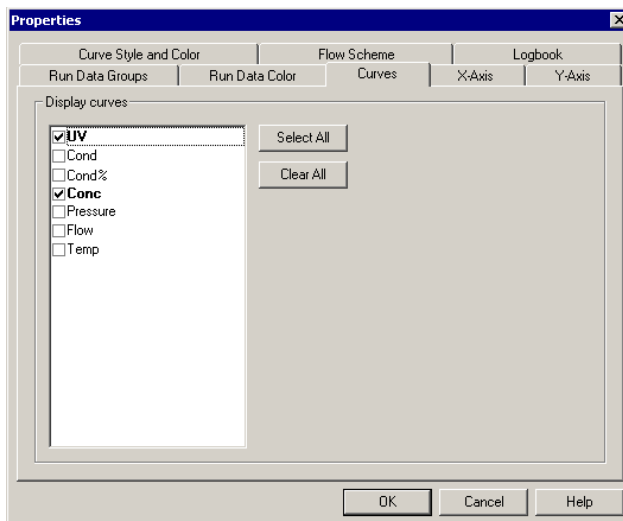 Properties
Curve Style and Color Flow Scheme Logbook
Run Data Groups Run Data Color Curves X-Axis Y-Axis
Display curves
UV
Cond
Cond%
Conc
Pressure
Flow
Temp
Select All
Clear All
OK Cancel Help